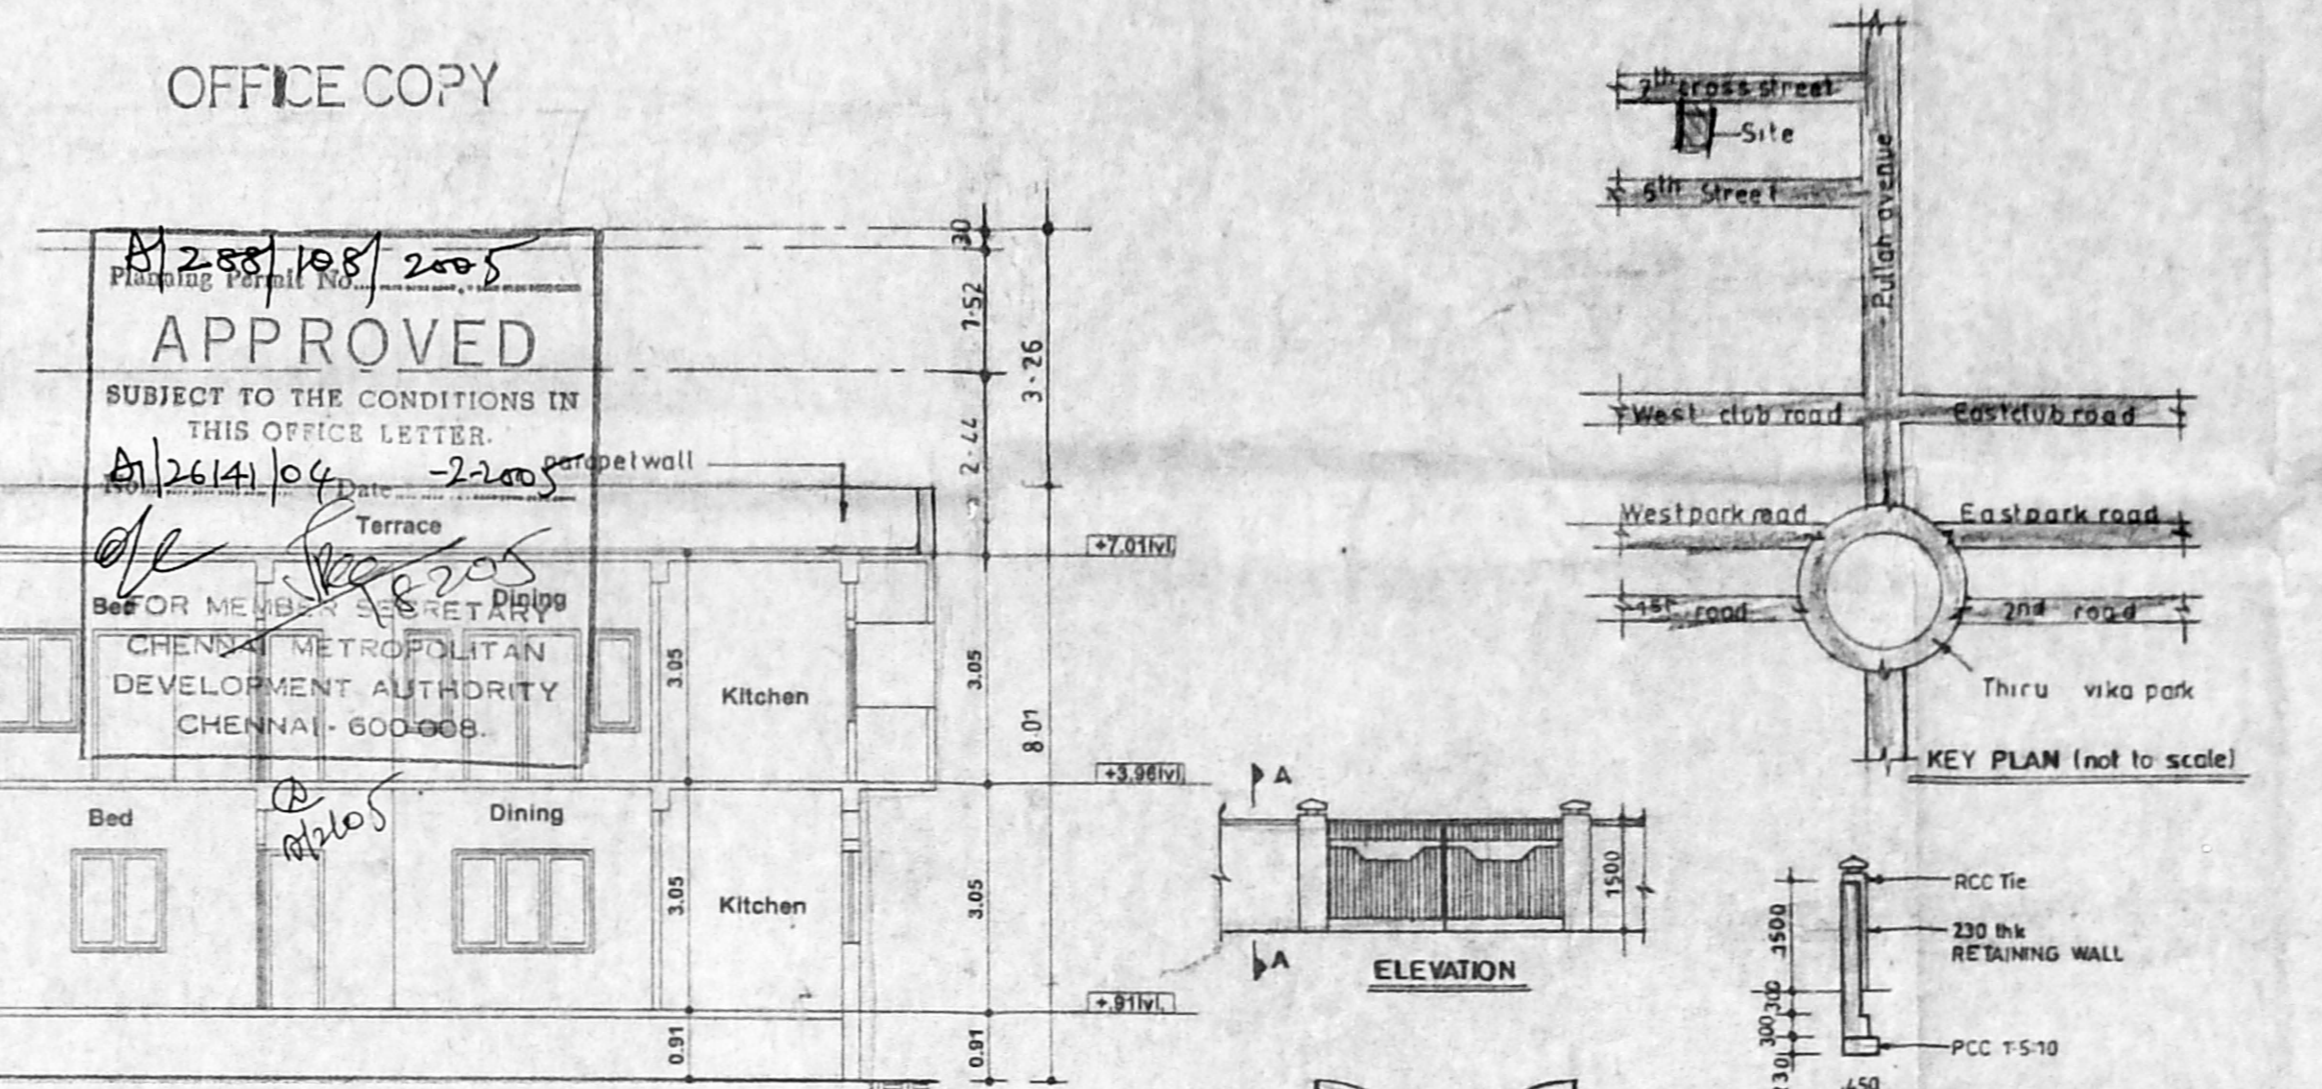 OFFICE COPY
A/288/108/2005
Planning Permit No.
APPROVED
SUBJECT TO THE CONDITIONS IN
THIS OFFICE LETTER.
A1/26141/04 -2-2005
No. Date
FOR MEMBER SECRETARY
CHENNAI METROPOLITAN
DEVELOPMENT AUTHORITY
CHENNAI - 600 008.
parapet wall
Terrace
Bed
Dining
Kitchen
3.05
Bed
Dining
Kitchen
3.05
0.91
30
2.44
3.05
3.05
0.91
3.26
8.01
+7.01lvl.
+3.96lvl.
+.91lvl.
7th cross street
Site
Street
Pullah avenue
West club road
East club road
West park road
East park road
1st road
2nd road
Thiru vika park
KEY PLAN (not to scale)
A
A
1500
ELEVATION
RCC Tie
230 thk
RETAINING WALL
PCC 1:5:10
1500
300
300
230
450